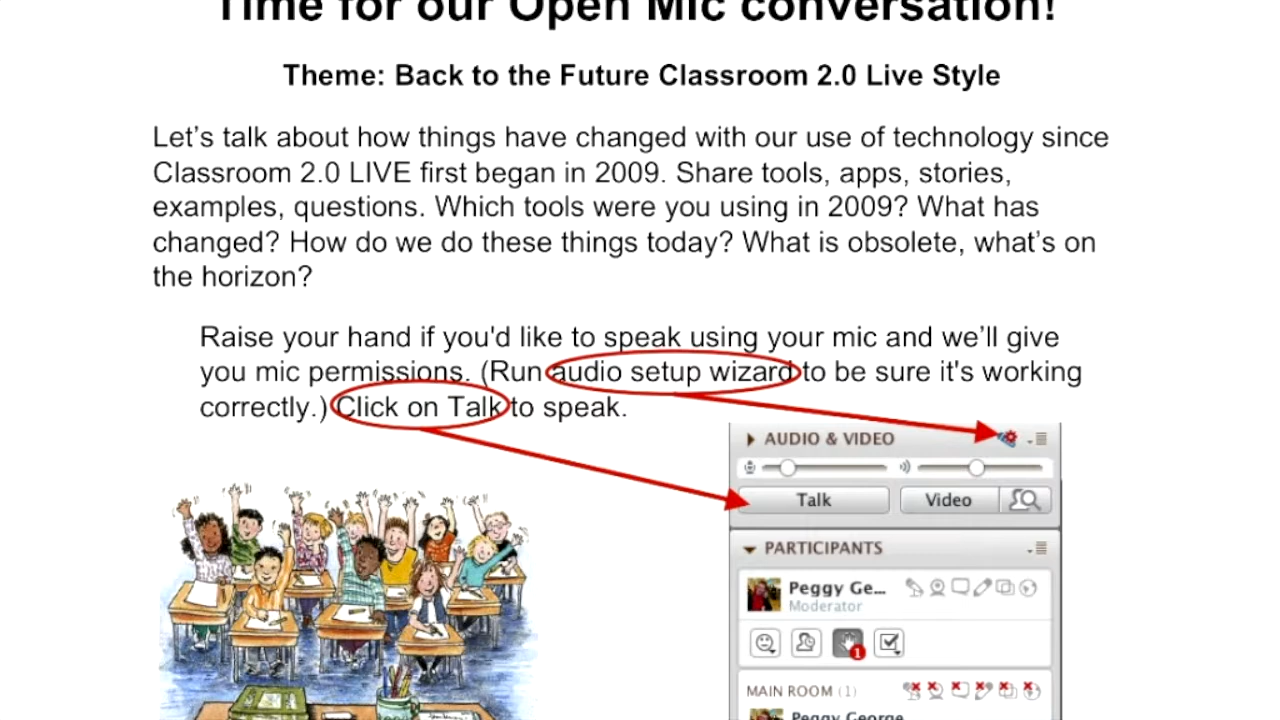 Time for our Open Mic conversation!
Theme: Back to the Future Classroom 2.0 Live Style
Let’s talk about how things have changed with our use of technology since
Classroom 2.0 LIVE first began in 2009. Share tools, apps, stories,
examples, questions. Which tools were you using in 2009? What has
changed? How do we do these things today? What is obsolete, what’s on
the horizon?
Raise your hand if you'd like to speak using your mic and we’ll give
you mic permissions. (Run audio setup wizard to be sure it's working
correctly.) Click on Talk to speak.
AUDIO & VIDEO
Talk Video
PARTICIPANTS
Peggy Ge...
Moderator
1
MAIN ROOM (1)
Peggy George